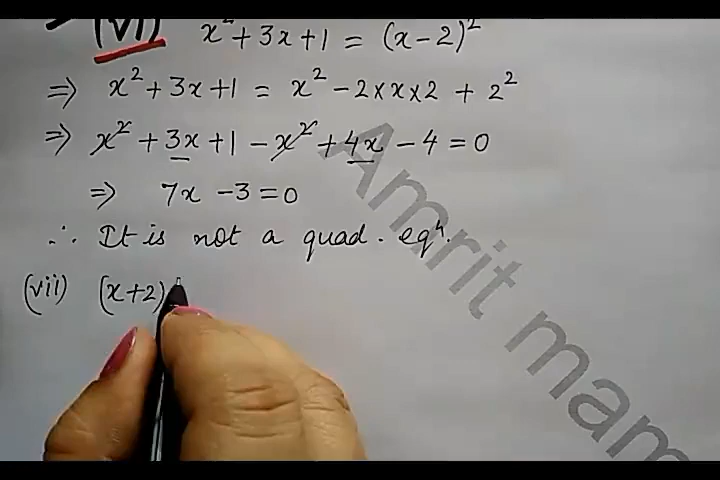 (vi) x² + 3x + 1 = (x - 2)²
⇒ x² + 3x + 1 = x² - 2 × x × 2 + 2²
⇒ x² + 3x + 1 - x² + 4x - 4 = 0
⇒ 7x - 3 = 0
∴ It is not a quad. eqⁿ.
(vii) (x+2)
Amrit mam